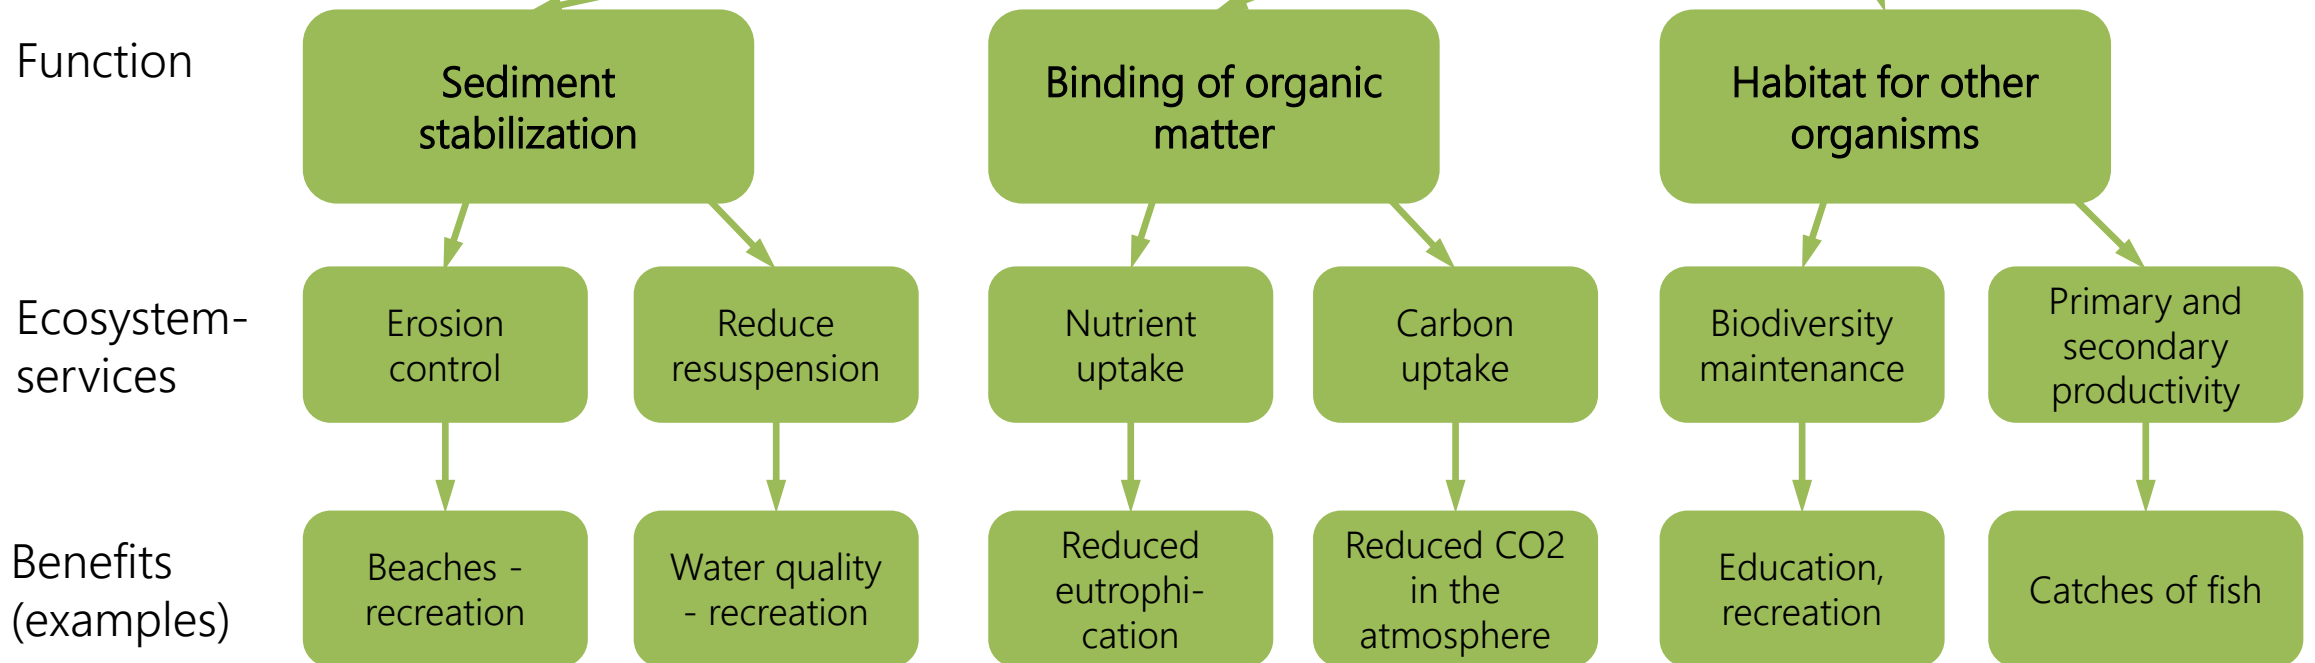 Function
Sediment
stabilization
Binding of organic
matter
Habitat for other
organisms
Ecosystem-
services
Erosion
control
Reduce
resuspension
Nutrient
uptake
Carbon
uptake
Biodiversity
maintenance
Primary and
secondary
productivity
Benefits
(examples)
Beaches -
recreation
Water quality
- recreation
Reduced
eutrophi-
cation
Reduced CO2
in the
atmosphere
Education,
recreation
Catches of fish